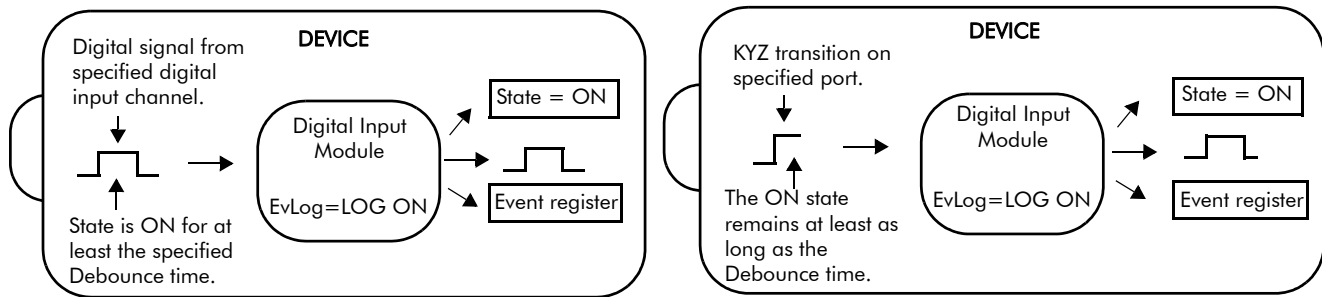 DEVICE
Digital signal from
specified digital
input channel.
State is ON for at
least the specified
Debounce time.
Digital Input
Module
EvLog=LOG ON
State = ON
Event register
DEVICE
KYZ transition on
specified port.
The ON state
remains at least as
long as the
Debounce time.
Digital Input
Module
EvLog=LOG ON
State = ON
Event register